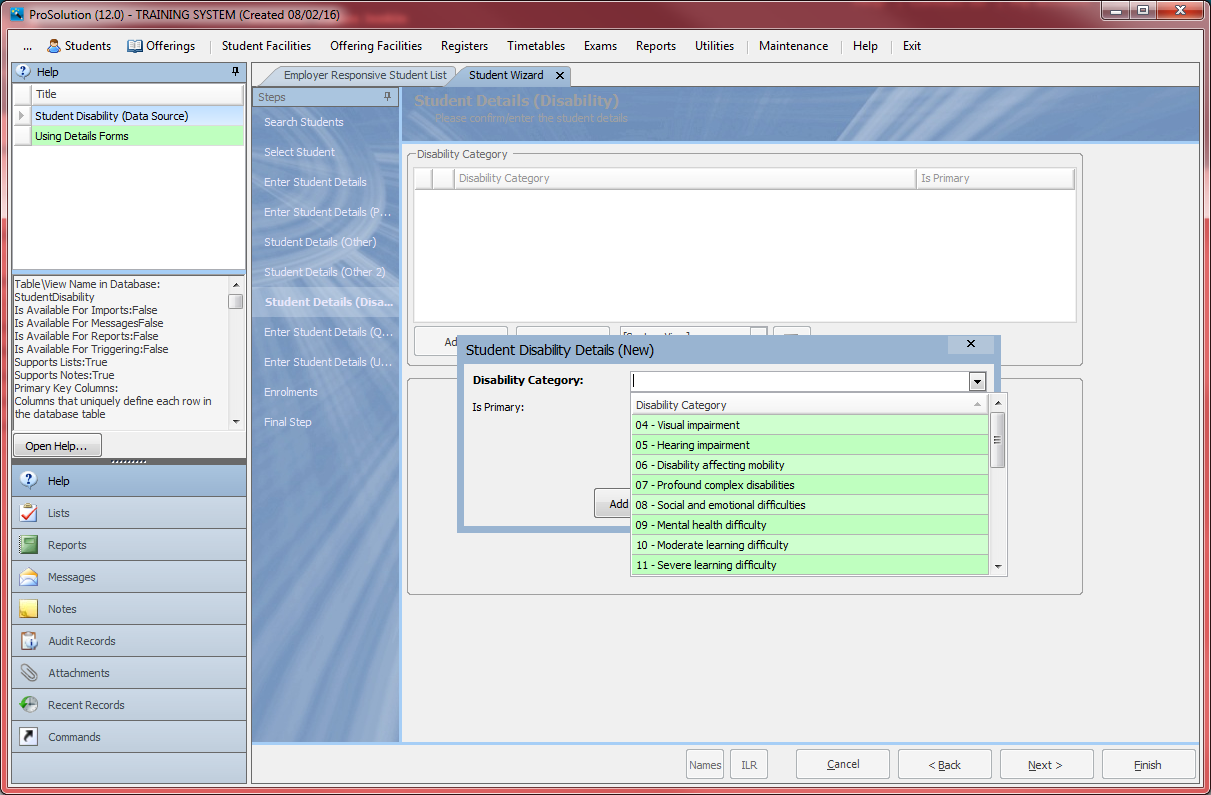 ProSolution (12.0) - TRAINING SYSTEM (Created 08/02/16)
... Students Offerings Student Facilities Offering Facilities Registers Timetables Exams Reports Utilities Maintenance Help Exit
Help
Title
Student Disability (Data Source)
Using Details Forms
Table\View Name in Database:
StudentDisability
Is Available For Imports:False
Is Available For MessagesFalse
Is Available For Reports:False
Is Available For Triggering:False
Supports Lists:True
Supports Notes:True
Primary Key Columns:
Columns that uniquely define each row in
the database table
Open Help...
Help
Lists
Reports
Messages
Notes
Audit Records
Attachments
Recent Records
Commands
Employer Responsive Student List
Student Wizard
Steps
Search Students
Select Student
Enter Student Details
Enter Student Details (P...
Student Details (Other)
Student Details (Other 2)
Student Details (Disa...
Enter Student Details (Q...
Enter Student Details (U...
Enrolments
Final Step
Student Details (Disability)
Please confirm/enter the student details
Disability Category
Disability Category Is Primary
Student Disability Details (New)
Disability Category:
Is Primary:
Disability Category
04 - Visual impairment
05 - Hearing impairment
06 - Disability affecting mobility
07 - Profound complex disabilities
08 - Social and emotional difficulties
09 - Mental health difficulty
10 - Moderate learning difficulty
11 - Severe learning difficulty
Add
Names ILR Cancel < Back Next > Finish